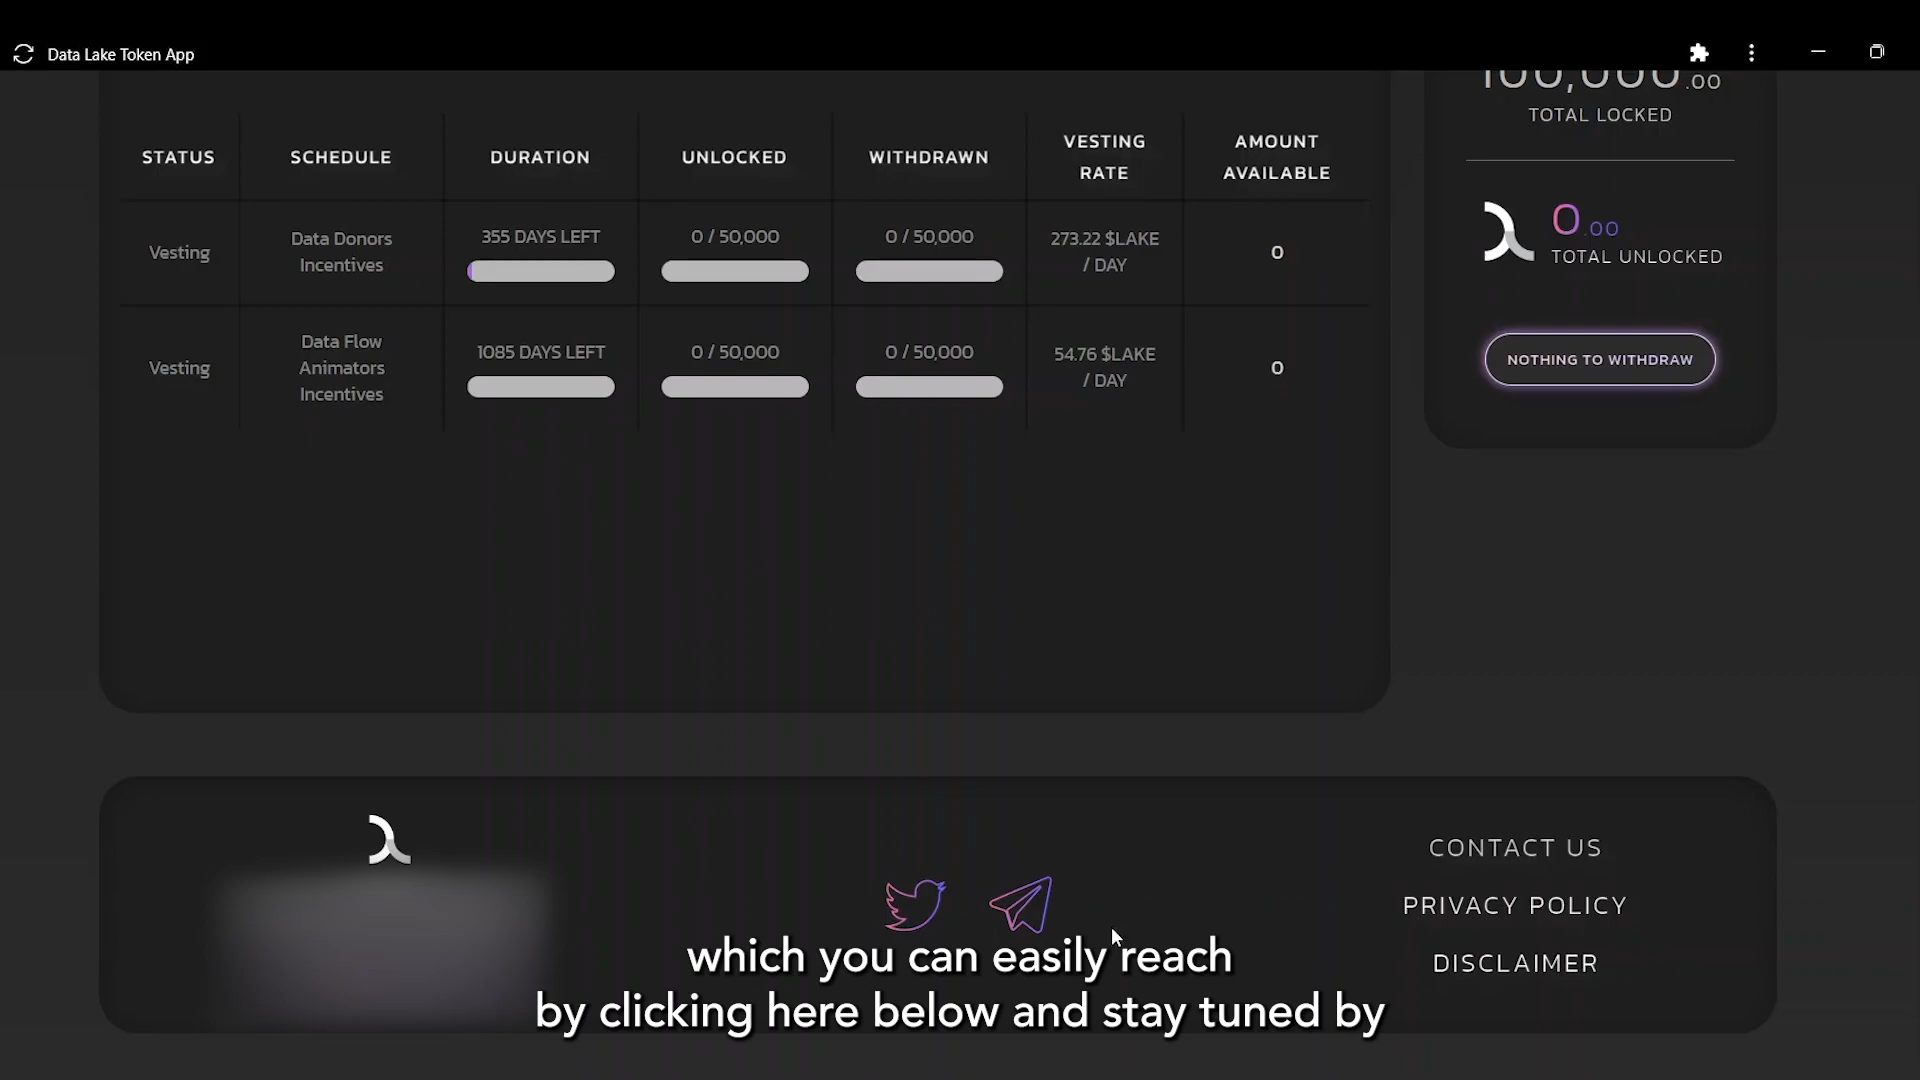 Data Lake Token App
100,000.00
TOTAL LOCKED
STATUS
SCHEDULE
DURATION
UNLOCKED
WITHDRAWN
VESTING
RATE
AMOUNT
AVAILABLE
Vesting
Data Donors
Incentives
355 DAYS LEFT
0 / 50,000
0 / 50,000
273.22 $LAKE
/ DAY
0
Vesting
Data Flow
Animators
Incentives
1085 DAYS LEFT
0 / 50,000
0 / 50,000
54.76 $LAKE
/ DAY
0
0.00
TOTAL UNLOCKED
NOTHING TO WITHDRAW
CONTACT US
PRIVACY POLICY
DISCLAIMER
which you can easily reach
by clicking here below and stay tuned by